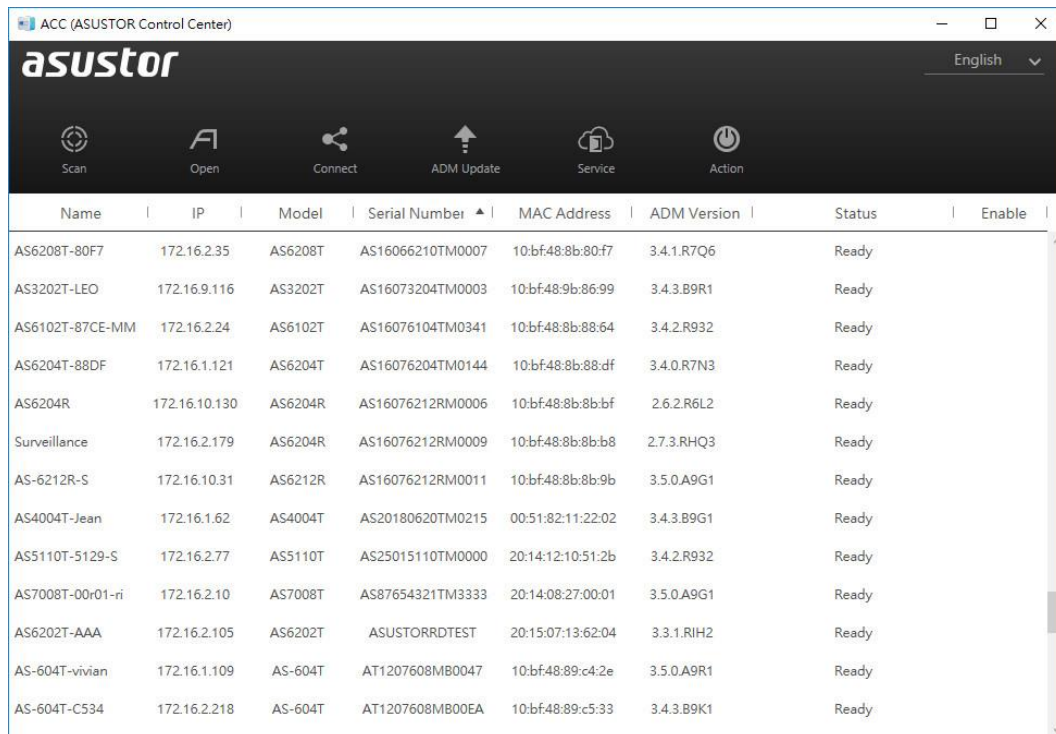 ACC (ASUSTOR Control Center)
asustor
English
Scan Open Connect ADM Update Service Action
Name IP Model Serial Number MAC Address ADM Version Status Enable
AS6208T-80F7 172.16.2.35 AS6208T AS16066210TM0007 10:bf:48:8b:80:f7 3.4.1.R7Q6 Ready
AS3202T-LEO 172.16.9.116 AS3202T AS16073204TM0003 10:bf:48:9b:86:99 3.4.3.B9R1 Ready
AS6102T-87CE-MM 172.16.2.24 AS6102T AS16076104TM0341 10:bf:48:8b:88:64 3.4.2.R932 Ready
AS6204T-88DF 172.16.1.121 AS6204T AS16076204TM0144 10:bf:48:8b:88:df 3.4.0.R7N3 Ready
AS6204R 172.16.10.130 AS6204R AS16076212RM0006 10:bf:48:8b:8b:bf 2.6.2.R6L2 Ready
Surveillance 172.16.2.179 AS6204R AS16076212RM0009 10:bf:48:8b:8b:b8 2.7.3.RHQ3 Ready
AS-6212R-S 172.16.10.31 AS6212R AS16076212RM0011 10:bf:48:8b:8b:9b 3.5.0.A9G1 Ready
AS4004T-Jean 172.16.1.62 AS4004T AS20180620TM0215 00:51:82:11:22:02 3.4.3.B9G1 Ready
AS5110T-5129-S 172.16.2.77 AS5110T AS25015110TM0000 20:14:12:10:51:2b 3.4.2.R932 Ready
AS7008T-00r01-ri 172.16.2.10 AS7008T AS87654321TM3333 20:14:08:27:00:01 3.5.0.A9G1 Ready
AS6202T-AAA 172.16.2.105 AS6202T ASUSTORRDTEST 20:15:07:13:62:04 3.3.1.RIH2 Ready
AS-604T-vivian 172.16.1.109 AS-604T AT1207608MB0047 10:bf:48:89:c4:2e 3.5.0.A9R1 Ready
AS-604T-C534 172.16.2.218 AS-604T AT1207608MB00EA 10:bf:48:89:c5:33 3.4.3.B9K1 Ready